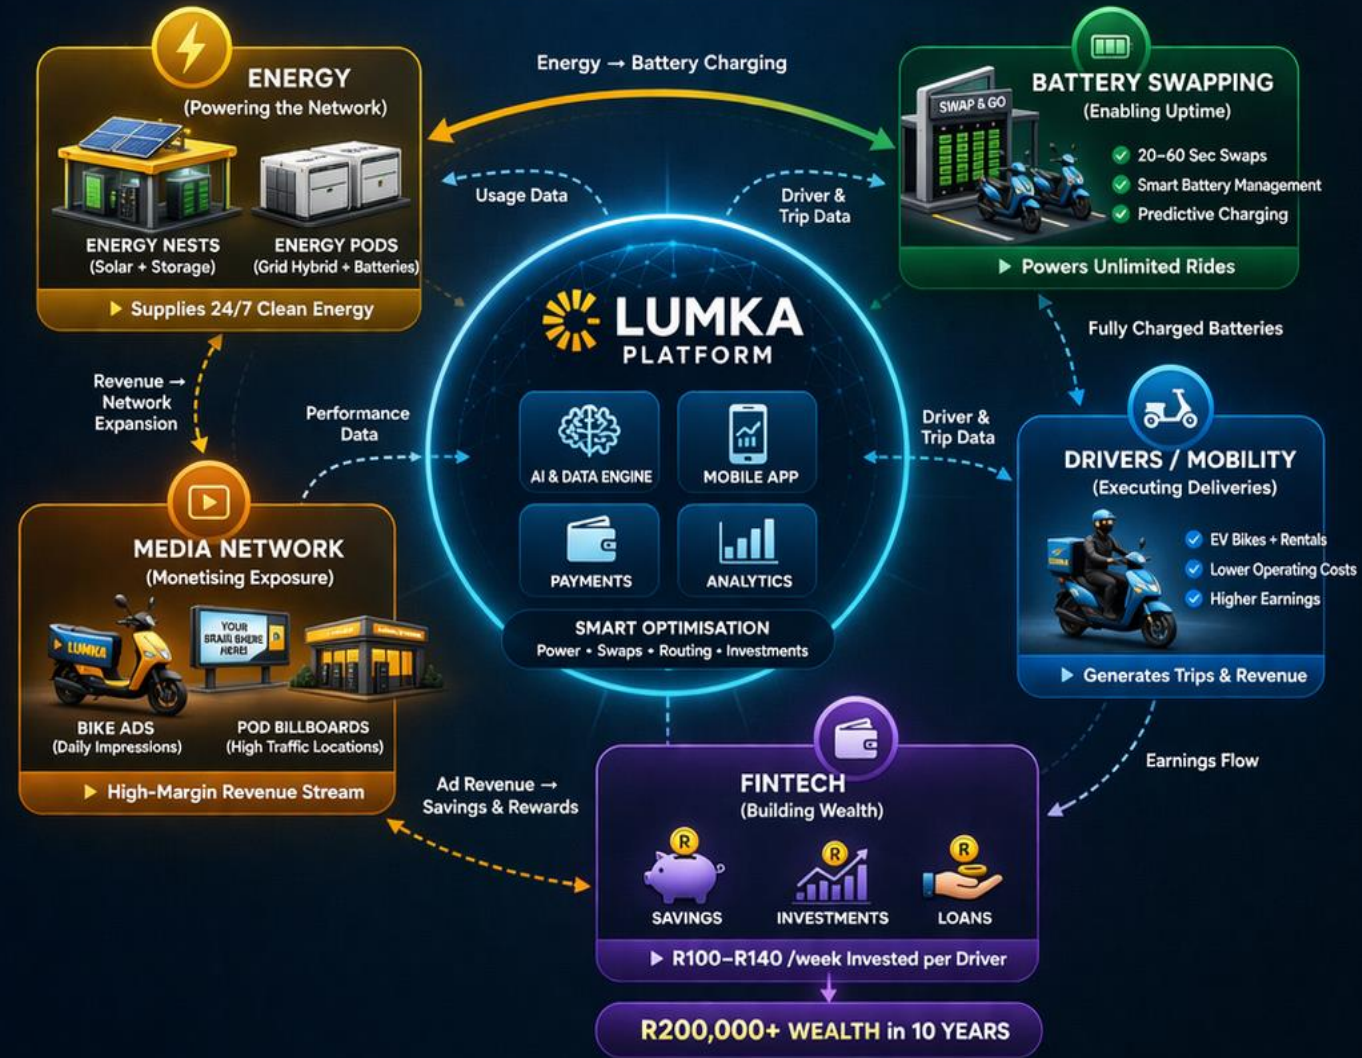 ENERGY
(Powering the Network)
ENERGY NESTS
(Solar + Storage)
ENERGY PODS
(Grid Hybrid + Batteries)
Supplies 24/7 Clean Energy
Energy → Battery Charging
Usage Data
Driver &
Trip Data
SWAP & GO
BATTERY SWAPPING
(Enabling Uptime)
20–60 Sec Swaps
Smart Battery Management
Predictive Charging
Powers Unlimited Rides
Fully Charged Batteries
LUMKA
PLATFORM
AI & DATA ENGINE
MOBILE APP
PAYMENTS
ANALYTICS
SMART OPTIMISATION
Power • Swaps • Routing • Investments
Revenue →
Network
Expansion
Performance
Data
Driver &
Trip Data
DRIVERS / MOBILITY
(Executing Deliveries)
EV Bikes + Rentals
Lower Operating Costs
Higher Earnings
Generates Trips & Revenue
MEDIA NETWORK
(Monetising Exposure)
LUMKA
YOUR
BIKE ADS
(Daily Impressions)
POD BILLBOARDS
(High Traffic Locations)
High-Margin Revenue Stream
Ad Revenue →
Savings & Rewards
Earnings Flow
FINTECH
(Building Wealth)
R
R
R
SAVINGS
INVESTMENTS
LOANS
R100–R140 /week Invested per Driver
R200,000+ WEALTH in 10 YEARS